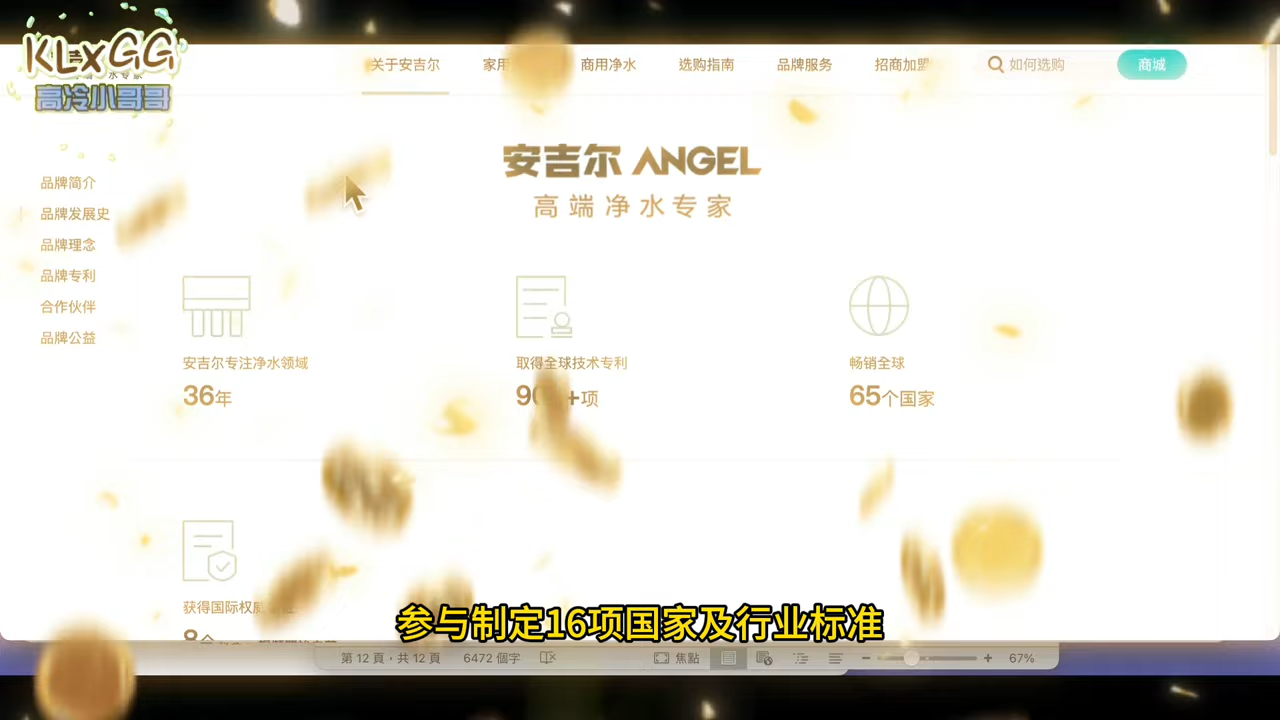 KLxGG
高冷小哥哥
关于安吉尔
家用
商用净水
选购指南
品牌服务
招商加盟
如何选购
商城
安吉尔 ANGEL
高端净水专家
品牌简介
品牌发展史
品牌理念
品牌专利
合作伙伴
品牌公益
安吉尔专注净水领域
36年
取得全球技术专利
+项
畅销全球
65个国家
获得国际权威
参与制定16项国家及行业标准
第 12 頁,共 12 頁
6472 個字
焦點
67%